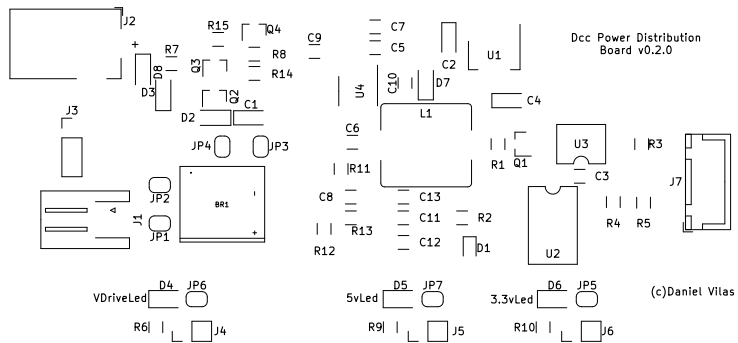 J2
R15
Q4
C9
C7
C5
Dcc Power Distribution
Board v0.2.0
+
R7
Q3
R8
R14
C2
U1
D8
D3
Q2
U4
C10
D7
C4
J3
D2
C1
L1
JP4
JP3
C6
R11
R1
Q1
U3
R3
C3
J7
JP2
BR1
-
+
C8
C13
J1
JP1
C11
R2
R4
R5
R12
R13
C12
D1
U2
D4
JP6
VDriveLed
D5
JP7
5vLed
D6
JP5
3.3vLed
(c)Daniel Vilas
R6
J4
R9
J5
R10
J6